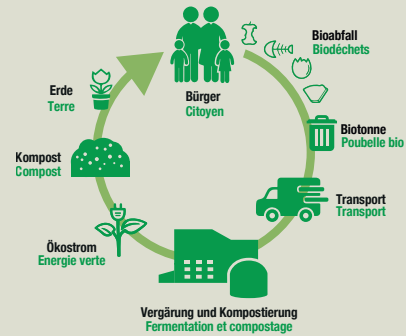 Bürger
Citoyen
Bioabfall
Biodéchets
Biotonne
Poubelle bio
Transport
Transport
Vergärung und Kompostierung
Fermentation et compostage
Ökostrom
Energie verte
Kompost
Compost
Erde
Terre